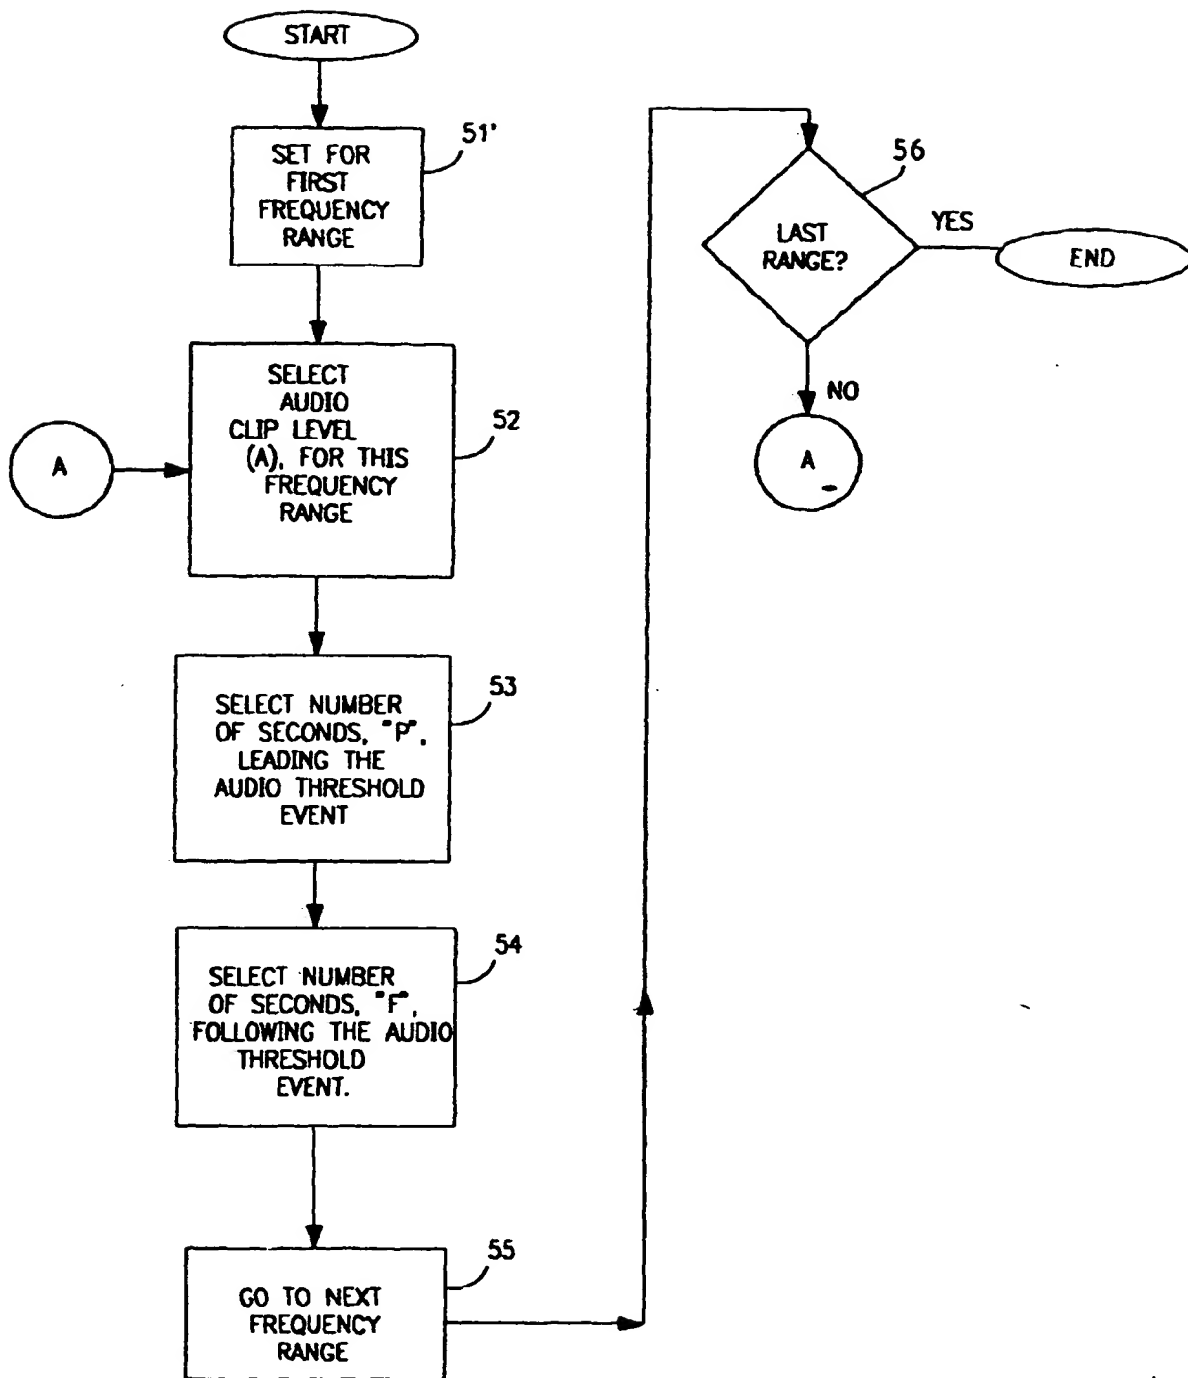 START
51'
SET FOR
FIRST
FREQUENCY
RANGE
A
52
SELECT
AUDIO
CLIP LEVEL
(A), FOR THIS
FREQUENCY
RANGE
53
SELECT NUMBER
OF SECONDS, "P",
LEADING THE
AUDIO THRESHOLD
EVENT
54
SELECT NUMBER
OF SECONDS, "F",
FOLLOWING THE AUDIO
THRESHOLD
EVENT.
55
GO TO NEXT
FREQUENCY
RANGE
56
LAST
RANGE?
YES
END
NO
A